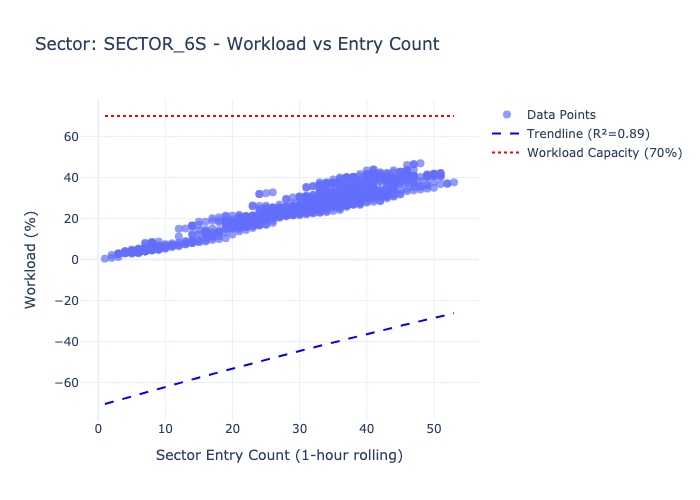 Sector: SECTOR_6S - Workload vs Entry Count
Data Points
Trendline (R²=0.89)
Workload Capacity (70%)
Workload (%)
60
40
20
0
−20
−40
−60
0 10 20 30 40 50
Sector Entry Count (1-hour rolling)